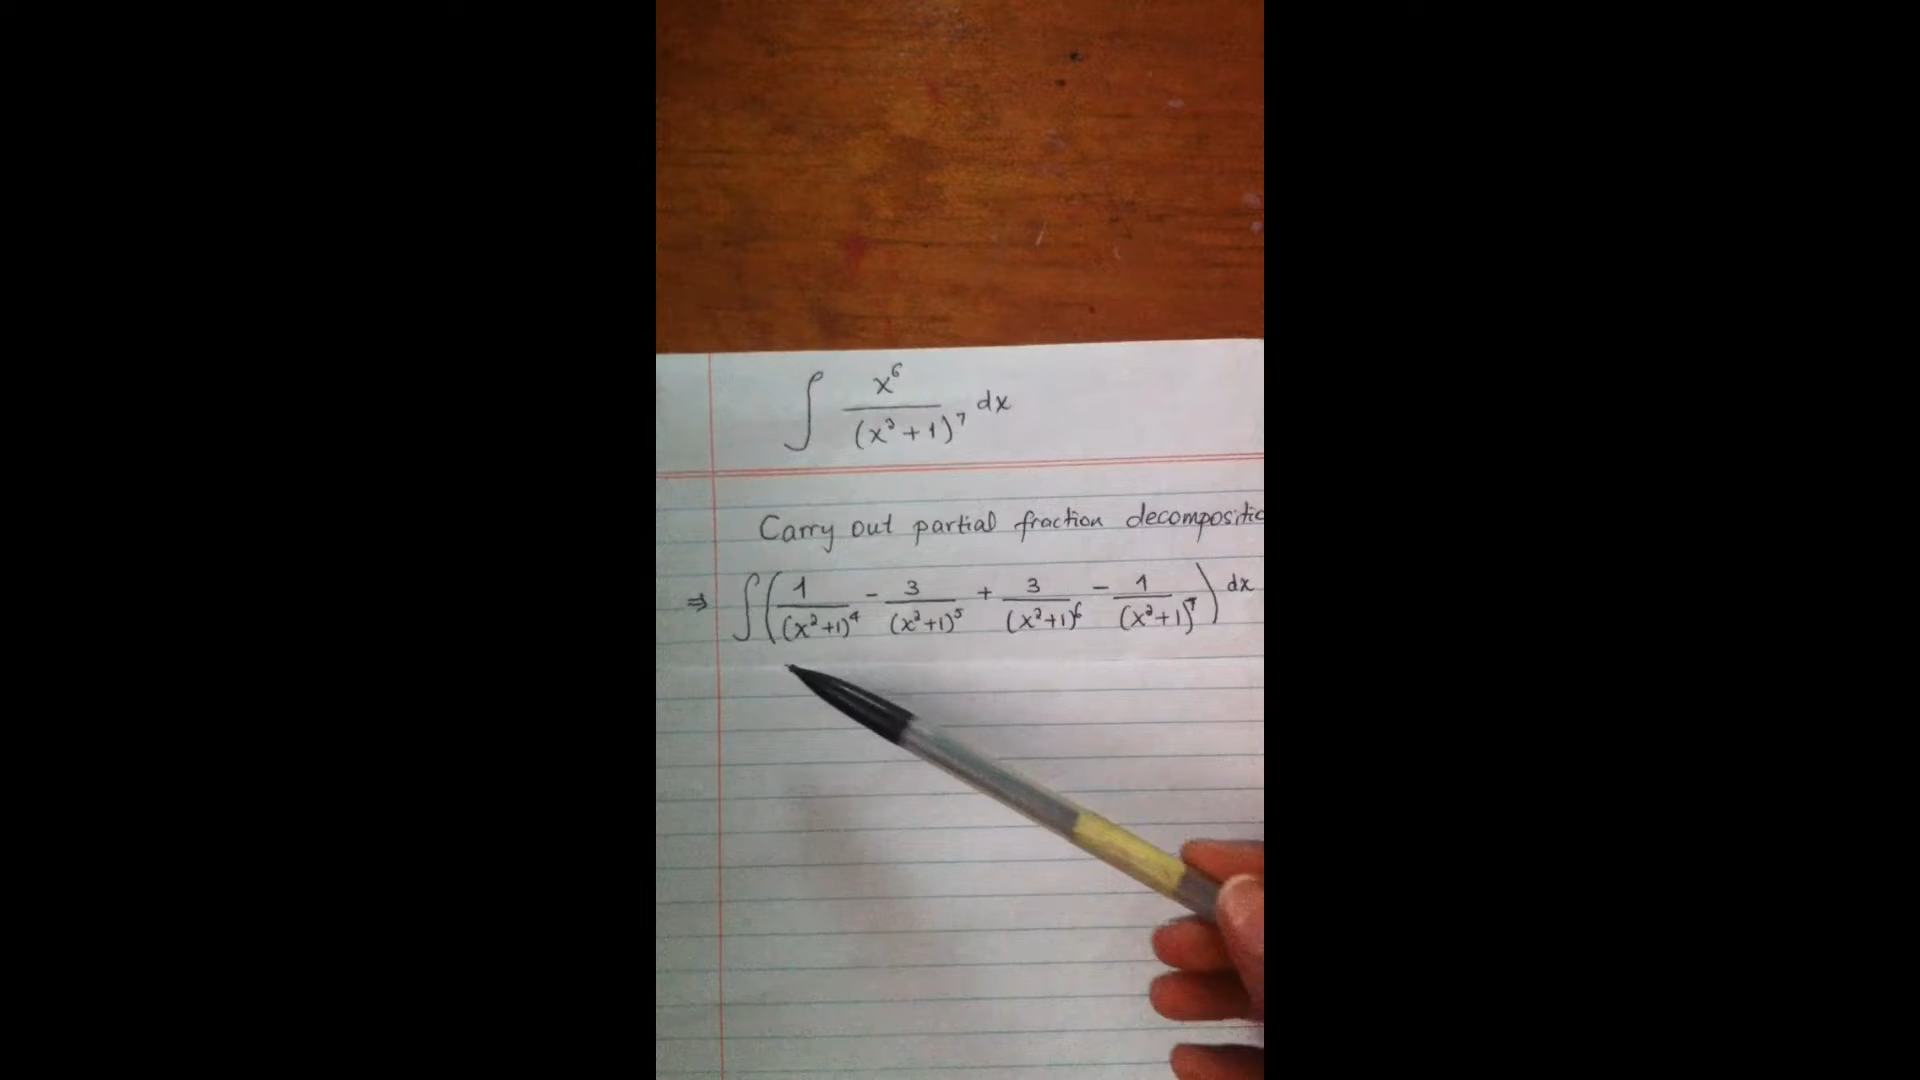 ∫ x⁶/(x³+1)⁷ dx
Carry out partial fraction decompositio
⇒ ∫(1/(x²+1)⁴ - 3/(x²+1)⁵ + 3/(x²+1)⁶ - 1/(x²+1)⁷) dx